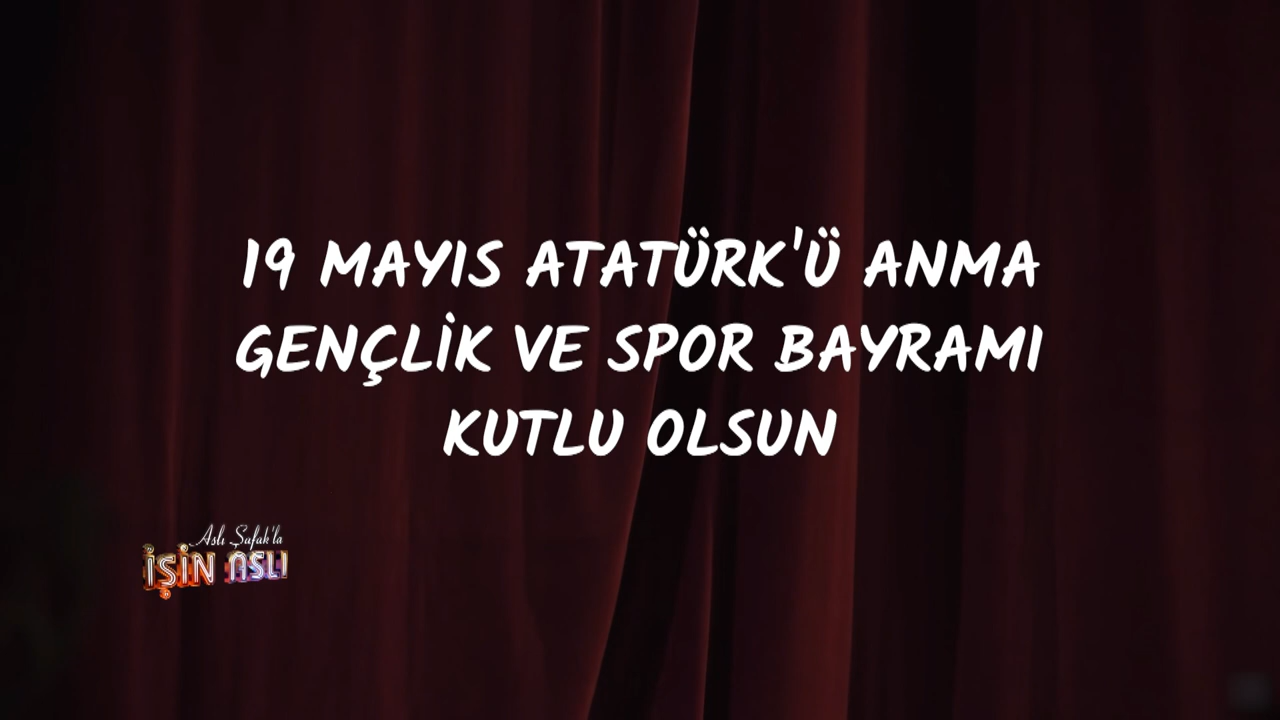 19 MAYIS ATATÜRK'Ü ANMA
GENÇLİK VE SPOR BAYRAMI
KUTLU OLSUN
Aslı Şafak'la
İŞİN ASLI